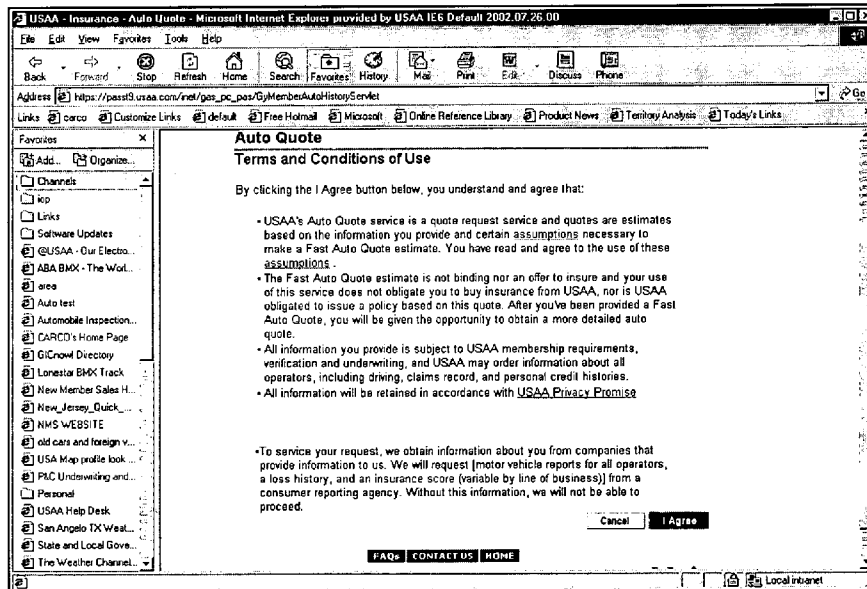 USAA - Insurance - Auto Quote - Microsoft Internet Explorer provided by USAA IE6 Default 2002.07.26.00
File Edit View Favorites Tools Help
Back Forward Stop Refresh Home Search Favorites History Mail Print Edit Discuss Phone
Address https://passt9.usaa.com/inet/gas_pc_pas/GyMemberAutoHistoryServlet Go
Links carco Customize Links default Free Hotmail Microsoft Online Reference Library Product News Territory Analysis Today's Links
Favorites x
Add... Organize...
Channels
iop
Links
Software Updates
@USAA - Our Electro...
ABA BMX - The Worl...
area
Auto test
Automobile Inspection...
CARCO's Home Page
GICnowl Directory
Lonestar BMX Track
New Member Sales H...
New_Jersey_Quick_...
NMS WEBSITE
old cars and foreign v...
USA Map profile look ...
P&C Underwriting and...
Personal
USAA Help Desk
San Angelo TX Weat...
State and Local Gove...
The Weather Channel...
Auto Quote
Terms and Conditions of Use
By clicking the I Agree button below, you understand and agree that:
• USAA's Auto Quote service is a quote request service and quotes are estimates
based on the information you provide and certain assumptions necessary to
make a Fast Auto Quote estimate. You have read and agree to the use of these
assumptions .
• The Fast Auto Quote estimate is not binding nor an offer to insure and your use
of this service does not obligate you to buy insurance from USAA, nor is USAA
obligated to issue a policy based on this quote. After you've been provided a Fast
Auto Quote, you will be given the opportunity to obtain a more detailed auto
quote.
• All information you provide is subject to USAA membership requirements,
verification and underwriting, and USAA may order information about all
operators, including driving, claims record, and personal credit histories.
• All information will be retained in accordance with USAA Privacy Promise
•To service your request, we obtain information about you from companies that
provide information to us. We will request [motor vehicle reports for all operators,
a loss history, and an insurance score (variable by line of business)] from a
consumer reporting agency. Without this information, we will not be able to
proceed.
Cancel I Agree
FAQs CONTACT US HOME
Local intranet